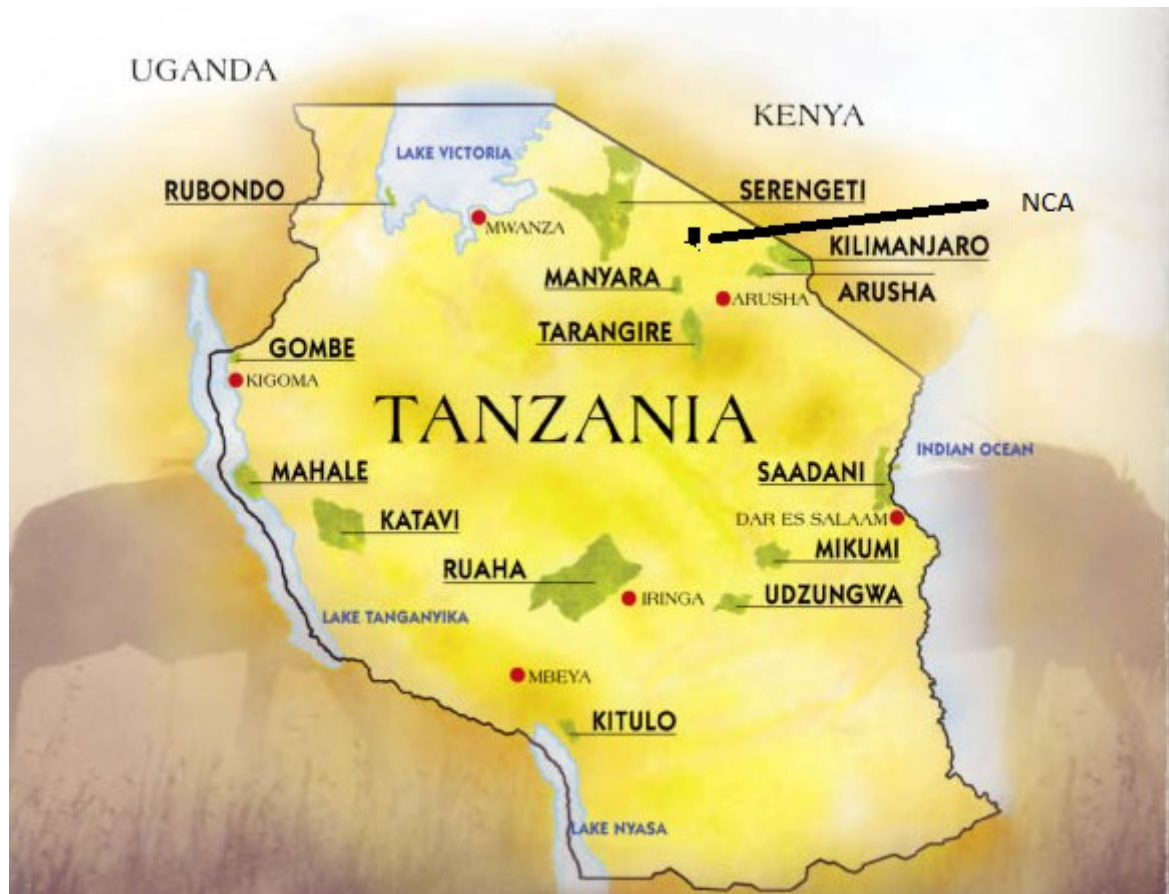 UGANDA
KENYA
LAKE VICTORIA
RUBONDO
SERENGETI
NCA
MWANZA
KILIMANJARO
MANYARA
ARUSHA
ARUSHA
TARANGIRE
GOMBE
KIGOMA
TANZANIA
INDIAN OCEAN
MAHALE
SAADANI
KATAVI
DAR ES SALAAM
MIKUMI
RUAHA
IRINGA
UDZUNGWA
LAKE TANGANYIKA
MBEYA
KITULO
LAKE NYASA